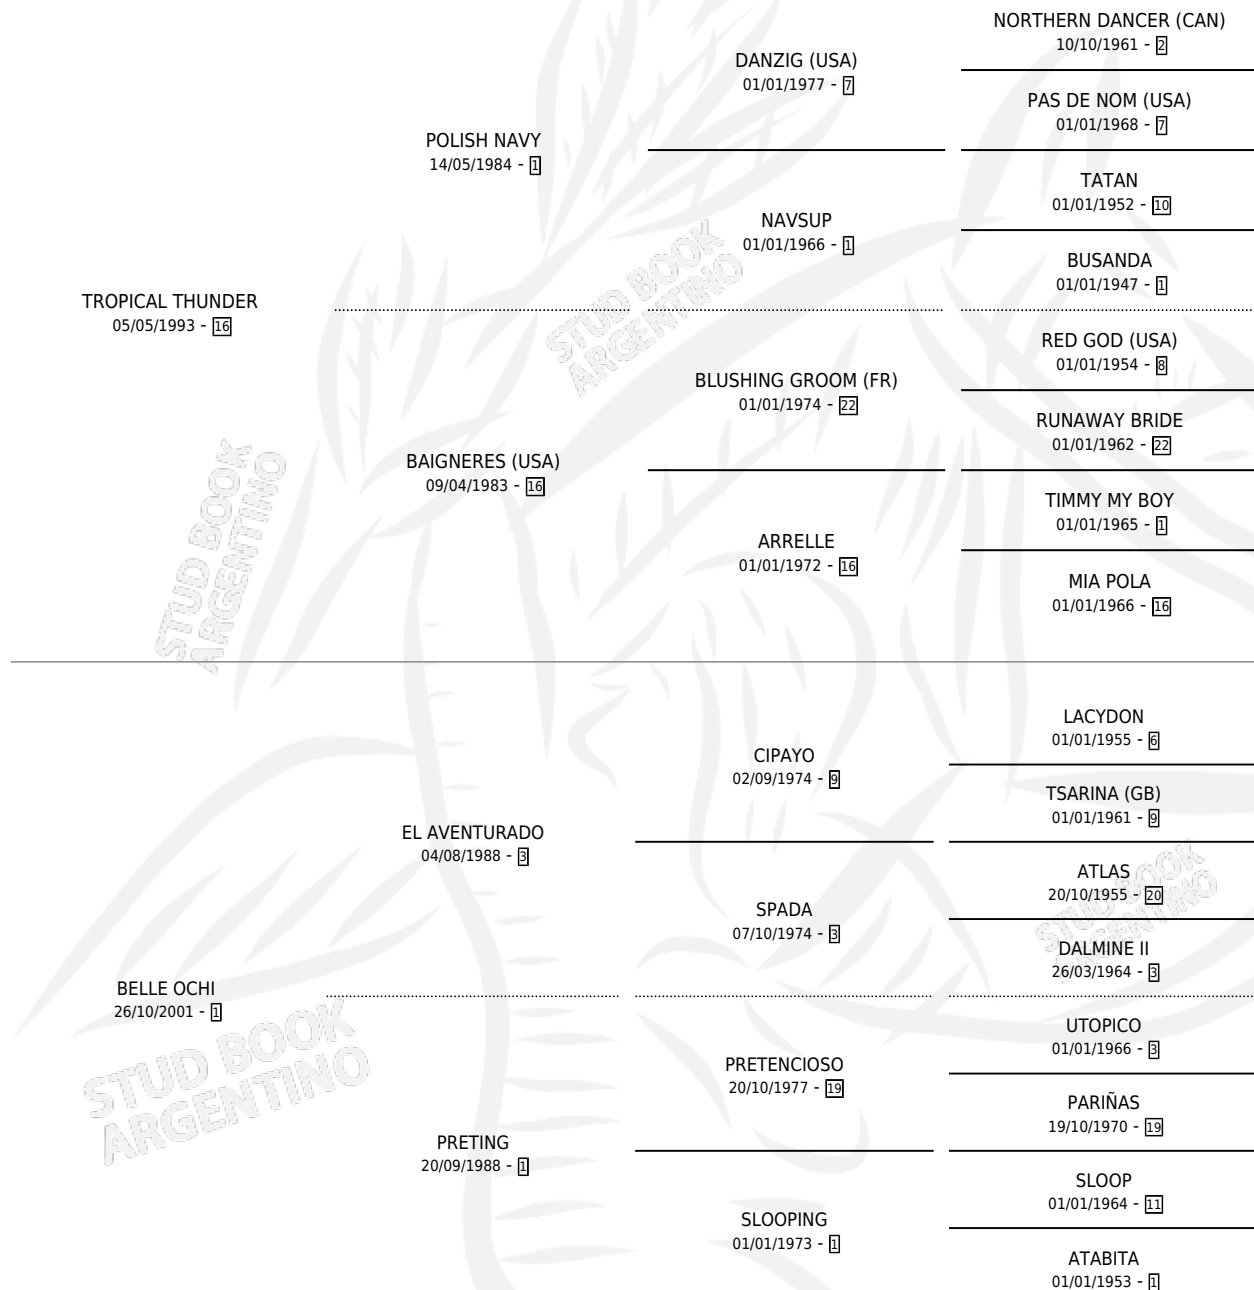 NORTHERN DANCER (CAN)
10/10/1961 - 2
DANZIG (USA)
01/01/1977 - 7
PAS DE NOM (USA)
01/01/1968 - 7
POLISH NAVY
14/05/1984 - 1
TATAN
01/01/1952 - 10
NAVSUP
01/01/1966 - 1
BUSANDA
01/01/1947 - 1
TROPICAL THUNDER
05/05/1993 - 16
RED GOD (USA)
01/01/1954 - 8
BLUSHING GROOM (FR)
01/01/1974 - 22
RUNAWAY BRIDE
01/01/1962 - 22
BAIGNERES (USA)
09/04/1983 - 16
TIMMY MY BOY
01/01/1965 - 1
ARRELLE
01/01/1972 - 16
MIA POLA
01/01/1966 - 16
LACYDON
01/01/1955 - 6
CIPAYO
02/09/1974 - 9
TSARINA (GB)
01/01/1961 - 9
EL AVENTURADO
04/08/1988 - 3
ATLAS
20/10/1955 - 20
SPADA
07/10/1974 - 3
DALMINE II
26/03/1964 - 3
BELLE OCHI
26/10/2001 - 1
UTOPICO
01/01/1966 - 3
PRETENCIOSO
20/10/1977 - 19
PARIÑAS
19/10/1970 - 19
PRETING
20/09/1988 - 1
SLOOP
01/01/1964 - 11
SLOOPING
01/01/1973 - 1
ATABITA
01/01/1953 - 1
STUD BOOK
ARGENTINO
STUD BOOK
ARGENTINO
STUD BOOK
ARGENTINO
STUD BOOK
ARGENTINO